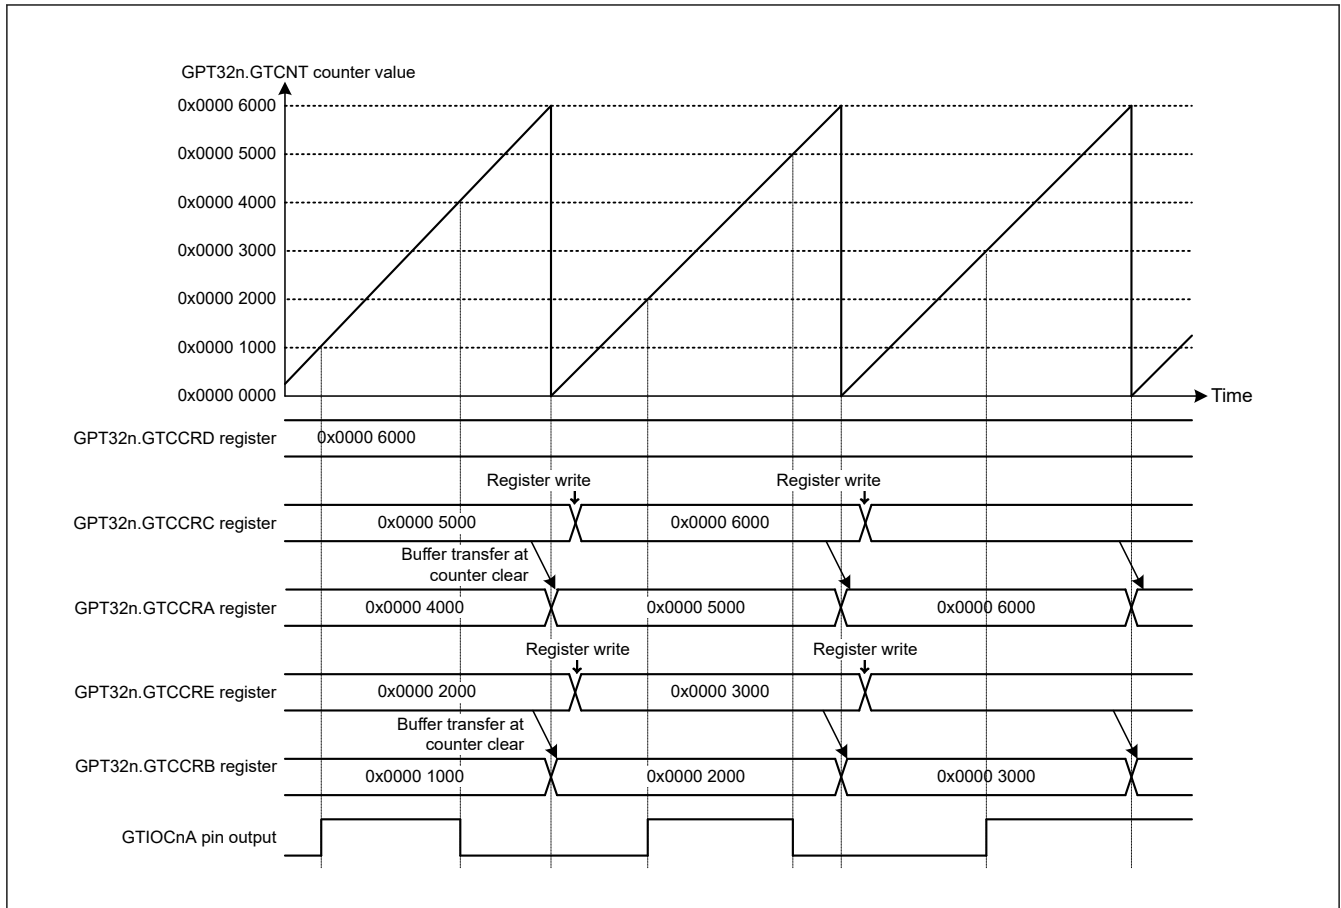 GPT32n.GTCNT counter value
0x0000 6000
0x0000 5000
0x0000 4000
0x0000 3000
0x0000 2000
0x0000 1000
0x0000 0000
Time
GPT32n.GTCCRD register
0x0000 6000
Register write
Register write
GPT32n.GTCCRC register
0x0000 5000
0x0000 6000
Buffer transfer at
counter clear
GPT32n.GTCCRA register
0x0000 4000
0x0000 5000
0x0000 6000
Register write
Register write
GPT32n.GTCCRE register
0x0000 2000
0x0000 3000
Buffer transfer at
counter clear
GPT32n.GTCCRB register
0x0000 1000
0x0000 2000
0x0000 3000
GTIOCnA pin output